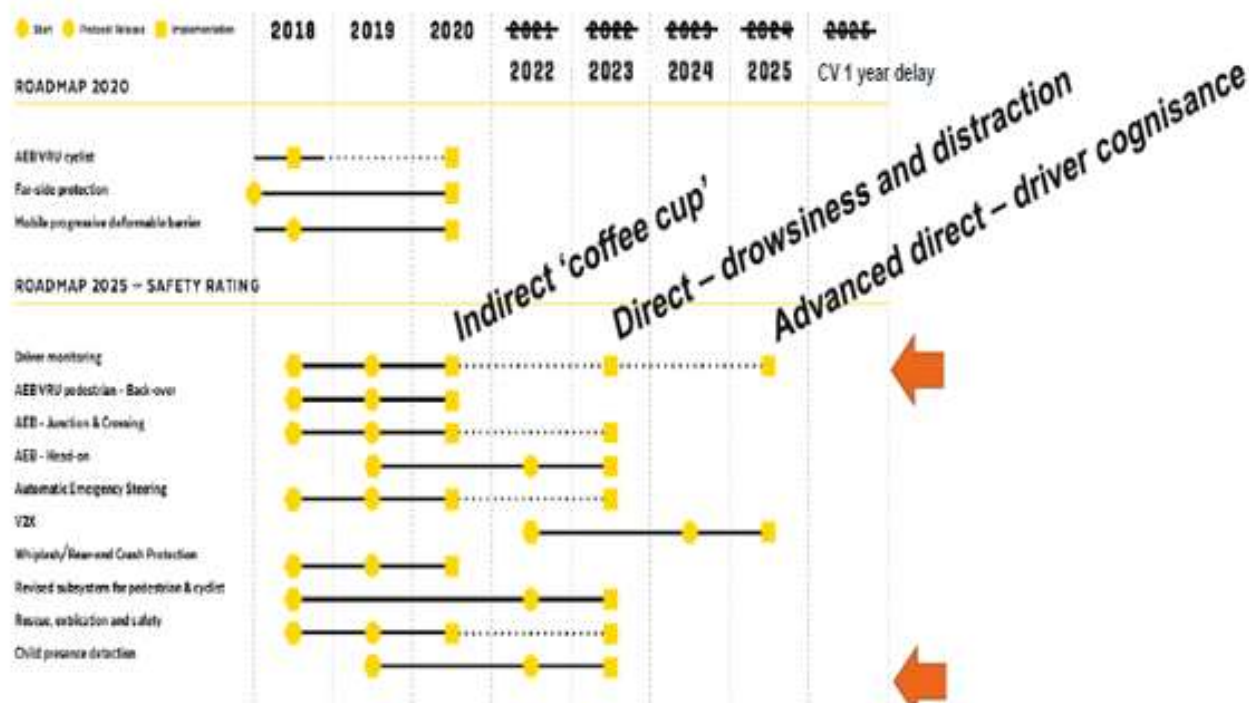 Start Protocol Release Implementation
2018 2019 2020 2021 2022 2023 2024 2025
2022 2023 2024 2025 CV 1 year delay
ROADMAP 2020
AEB VRU cyclist
Far-side protection
Mobile progressive deformable barrier
ROADMAP 2025 – SAFETY RATING
Indirect ‘coffee cup’
Direct – drowsiness and distraction
Advanced direct – driver cognisance
Driver monitoring
AEB VRU pedestrian - Back-over
AEB - Junction & Crossing
AEB - Head-on
Automatic Emergency Steering
V2X
Whiplash/Rear-end Crash Protection
Revised subsystem for pedestrian & cyclist
Rescue, extrication and safety
Child presence detection